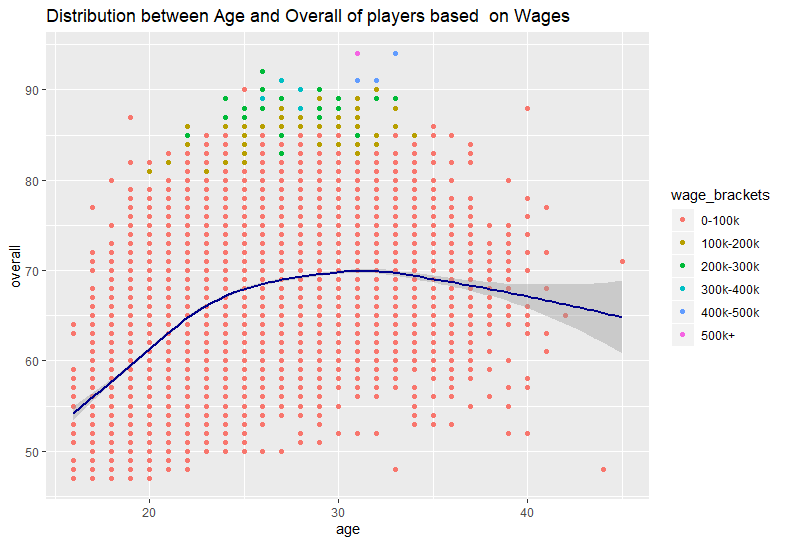 Distribution between Age and Overall of players based  on Wages
90
80
70
60
50
overall
20
30
40
age
wage_brackets
0-100k
100k-200k
200k-300k
300k-400k
400k-500k
500k+